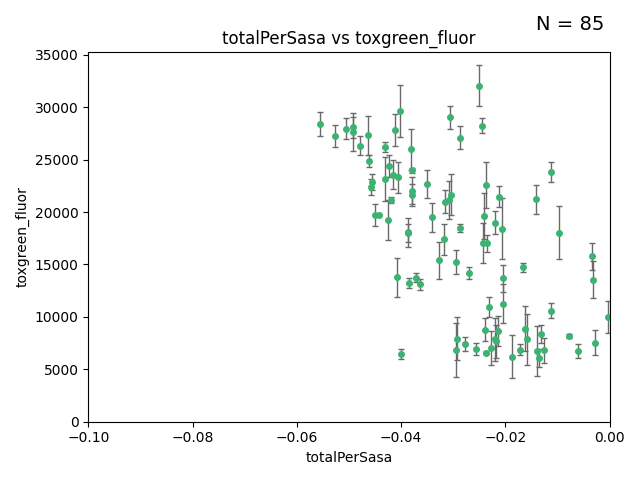 N = 85
totalPerSasa vs toxgreen_fluor
35000
30000
25000
20000
15000
10000
5000
0
toxgreen_fluor
−0.10 −0.08 −0.06 −0.04 −0.02 0.00
totalPerSasa